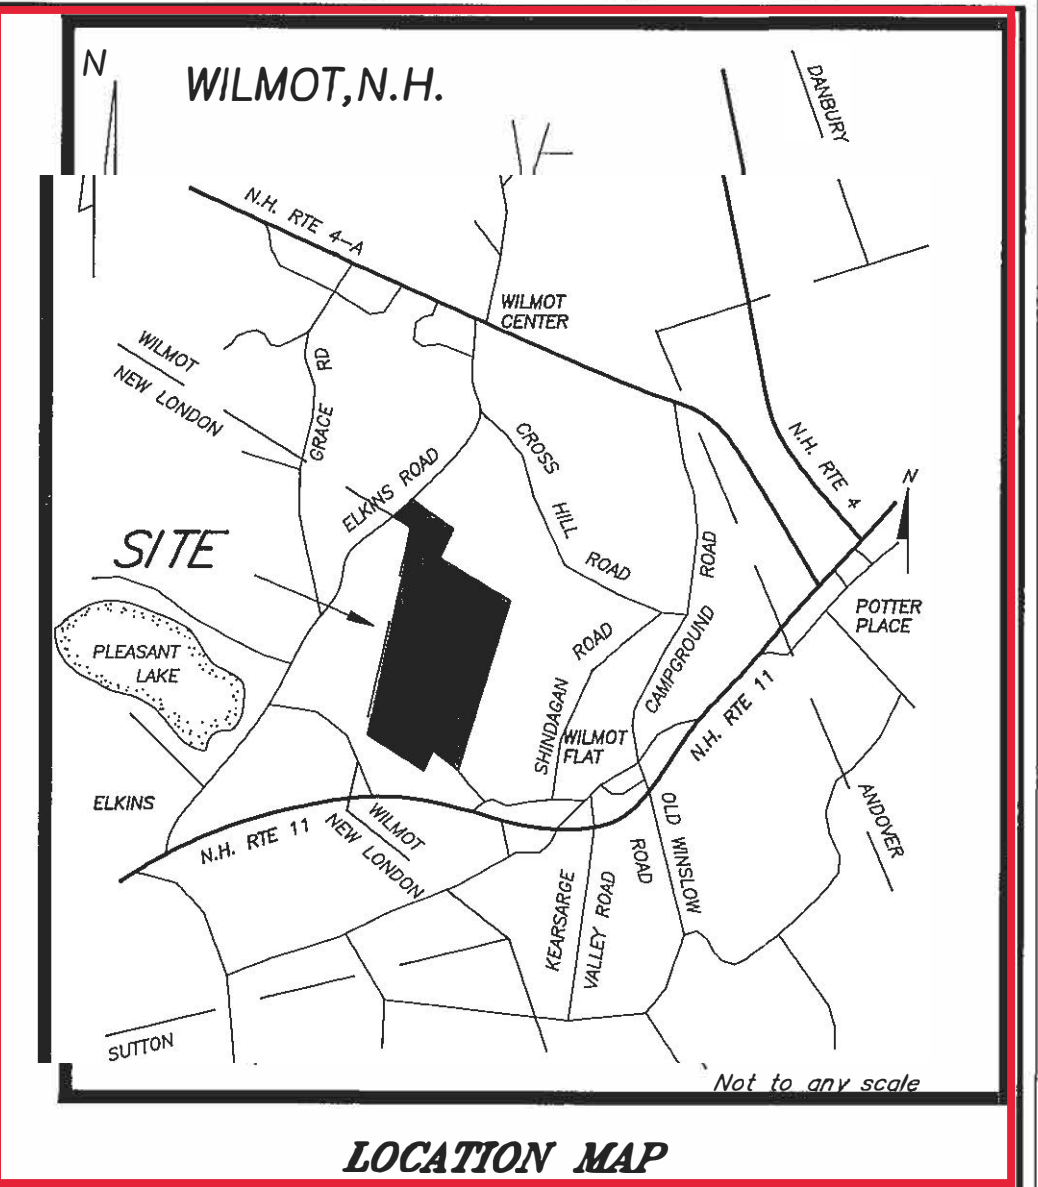 N
WILMOT, N.H.
DANBURY
N.H. RTE 4-A
WILMOT
CENTER
WILMOT
NEW LONDON
GRACE RD
ELKINS ROAD
CROSS HILL ROAD
N.H. RTE 4
N
SITE
ROAD
CAMPGROUND
POTTER
PLACE
PLEASANT
LAKE
SHINDAGAN ROAD
WILMOT
FLAT
N.H. RTE 11
ELKINS
N.H. RTE 11
WILMOT
NEW LONDON
OLD WINSLOW
ROAD
ANDOVER
KEARSARGE
VALLEY ROAD
SUTTON
Not to any scale
LOCATION MAP